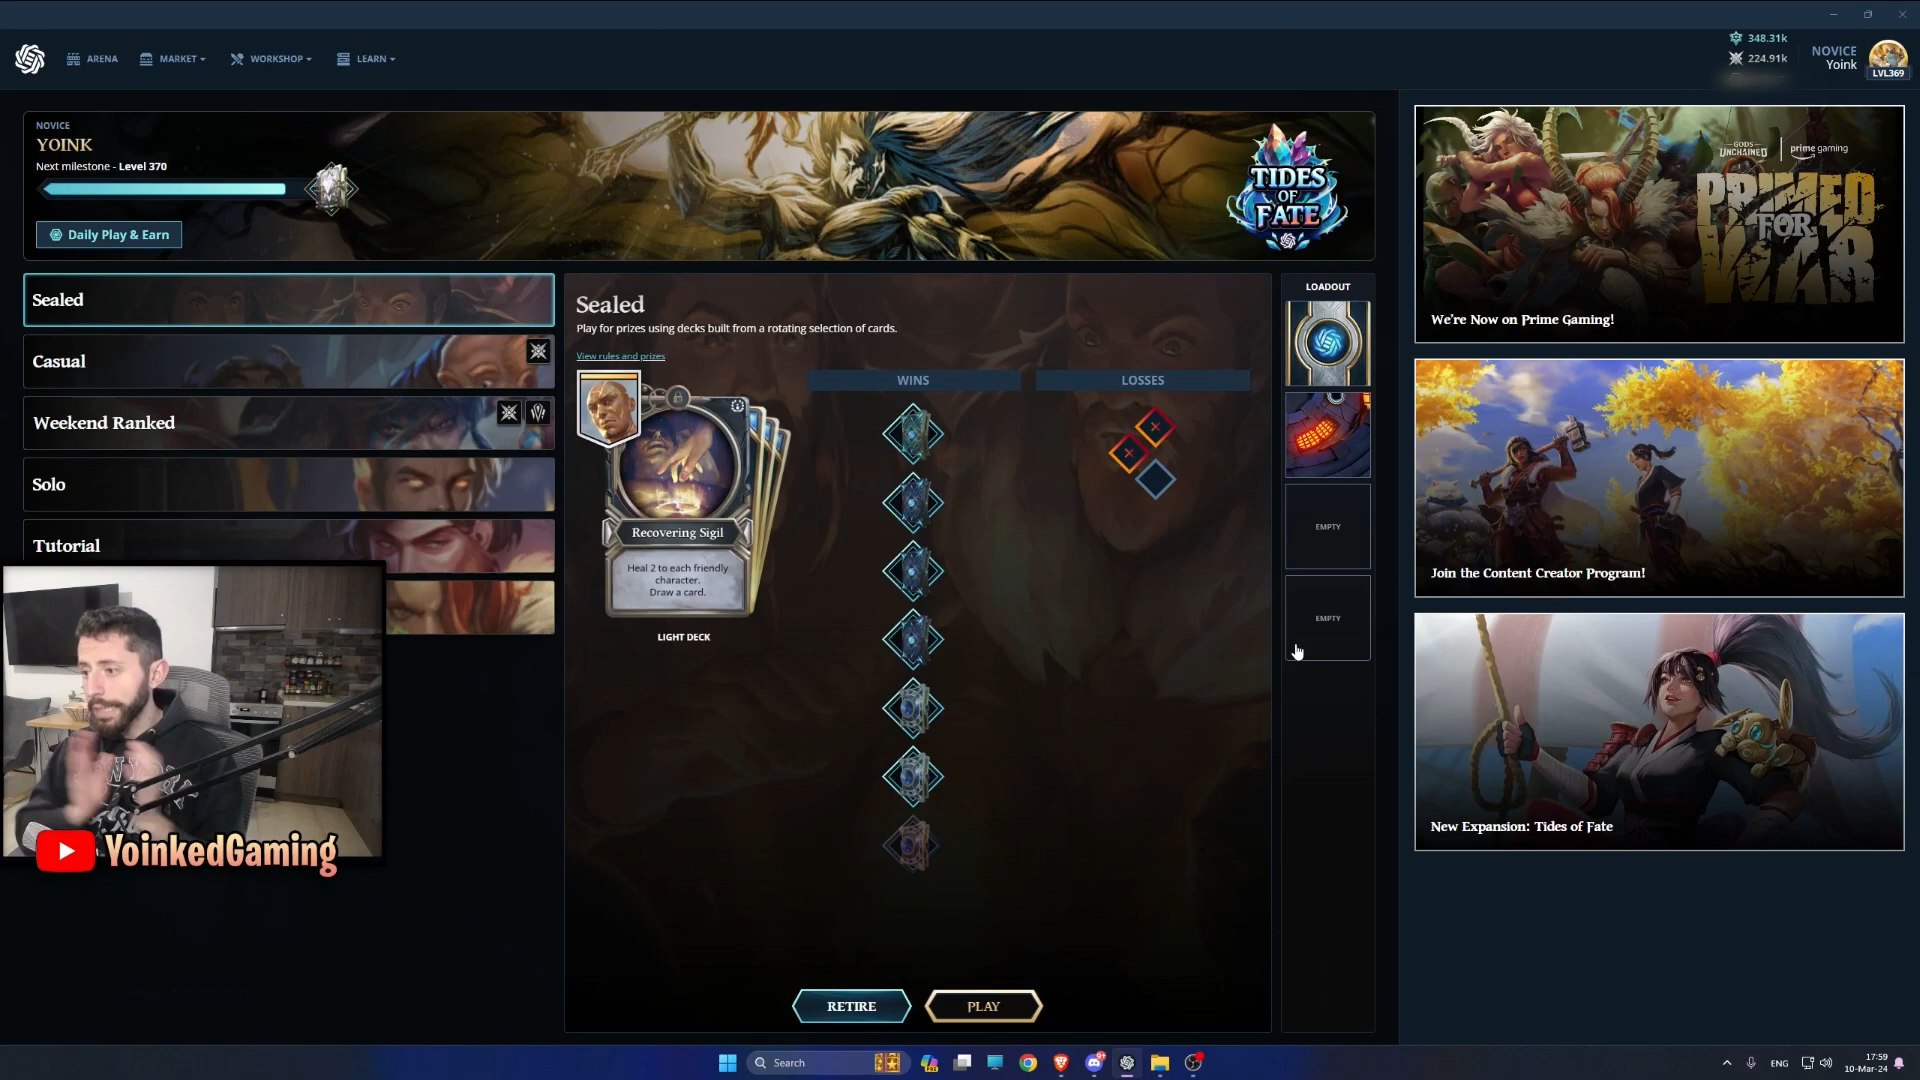 ARENA
MARKET
WORKSHOP
LEARN
348.31k
224.91k
NOVICE
Yoink
LVL369
NOVICE
YOINK
Next milestone - Level 370
Daily Play & Earn
TIDES
OF
FATE
Sealed
Casual
Weekend Ranked
Solo
Tutorial
Sealed
Play for prizes using decks built from a rotating selection of cards.
View rules and prizes
WINS
LOSSES
Recovering Sigil
Heal 2 to each friendly
character.
Draw a card.
LIGHT DECK
RETIRE
PLAY
LOADOUT
EMPTY
EMPTY
GODS
UNCHAINED
prime gaming
PRIMED
FOR
WAR
We're Now on Prime Gaming!
Join the Content Creator Program!
New Expansion: Tides of Fate
YoinkedGaming
Search
ENG
17:59
10-Mar-24